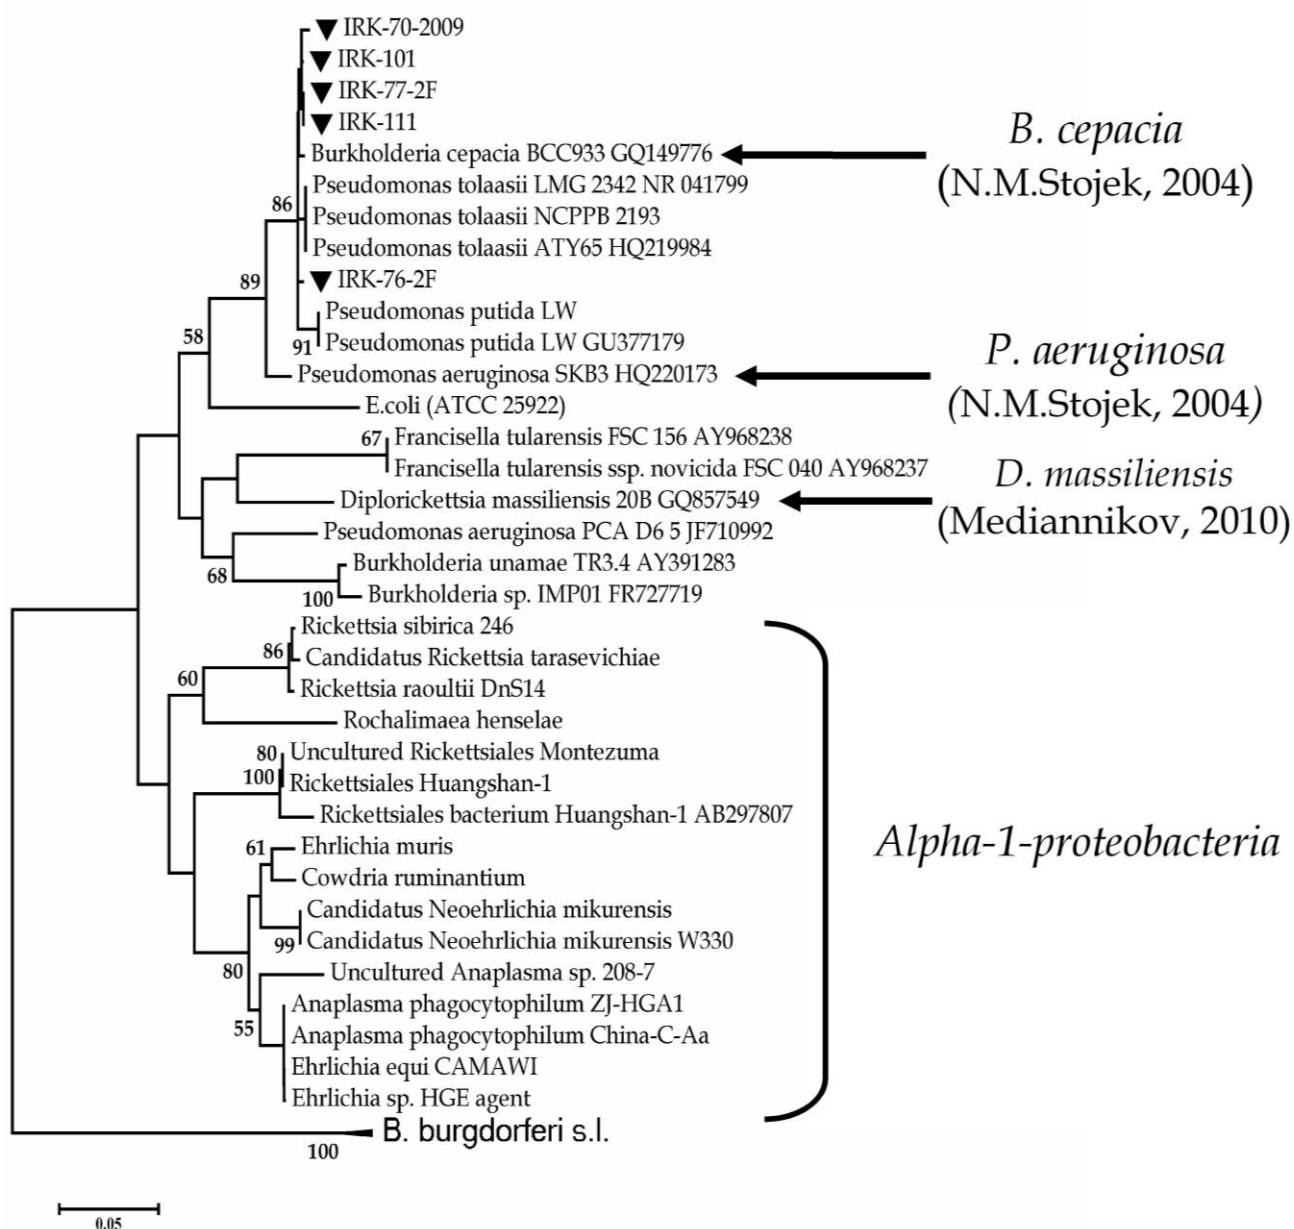 IRK-70-2009
IRK-101
IRK-77-2F
IRK-111
Burkholderia cepacia BCC933 GQ149776
B. cepacia
(N.M.Stojek, 2004)
Pseudomonas tolaasii LMG 2342 NR 041799
86
Pseudomonas tolaasii NCPPB 2193
Pseudomonas tolaasii ATY65 HQ219984
89
IRK-76-2F
Pseudomonas putida LW
58
91
Pseudomonas putida LW GU377179
Pseudomonas aeruginosa SKB3 HQ220173
P. aeruginosa
(N.M.Stojek, 2004)
E.coli (ATCC 25922)
67
Francisella tularensis FSC 156 AY968238
Francisella tularensis ssp. novicida FSC 040 AY968237
Diplorickettsia massiliensis 20B GQ857549
D. massiliensis
(Mediannikov, 2010)
Pseudomonas aeruginosa PCA D6 5 JF710992
68
Burkholderia unamae TR3.4 AY391283
100
Burkholderia sp. IMP01 FR727719
Rickettsia sibirica 246
86
Candidatus Rickettsia tarasevichiae
60
Rickettsia raoultii DnS14
Rochalimaea henselae
80
Uncultured Rickettsiales Montezuma
100
Rickettsiales Huangshan-1
Rickettsiales bacterium Huangshan-1 AB297807
61
Ehrlichia muris
Alpha-1-proteobacteria
Cowdria ruminantium
Candidatus Neoehrlichia mikurensis
99
Candidatus Neoehrlichia mikurensis W330
80
Uncultured Anaplasma sp. 208-7
Anaplasma phagocytophilum ZJ-HGA1
55
Anaplasma phagocytophilum China-C-Aa
Ehrlichia equi CAMAWI
Ehrlichia sp. HGE agent
B. burgdorferi s.l.
100
0.05